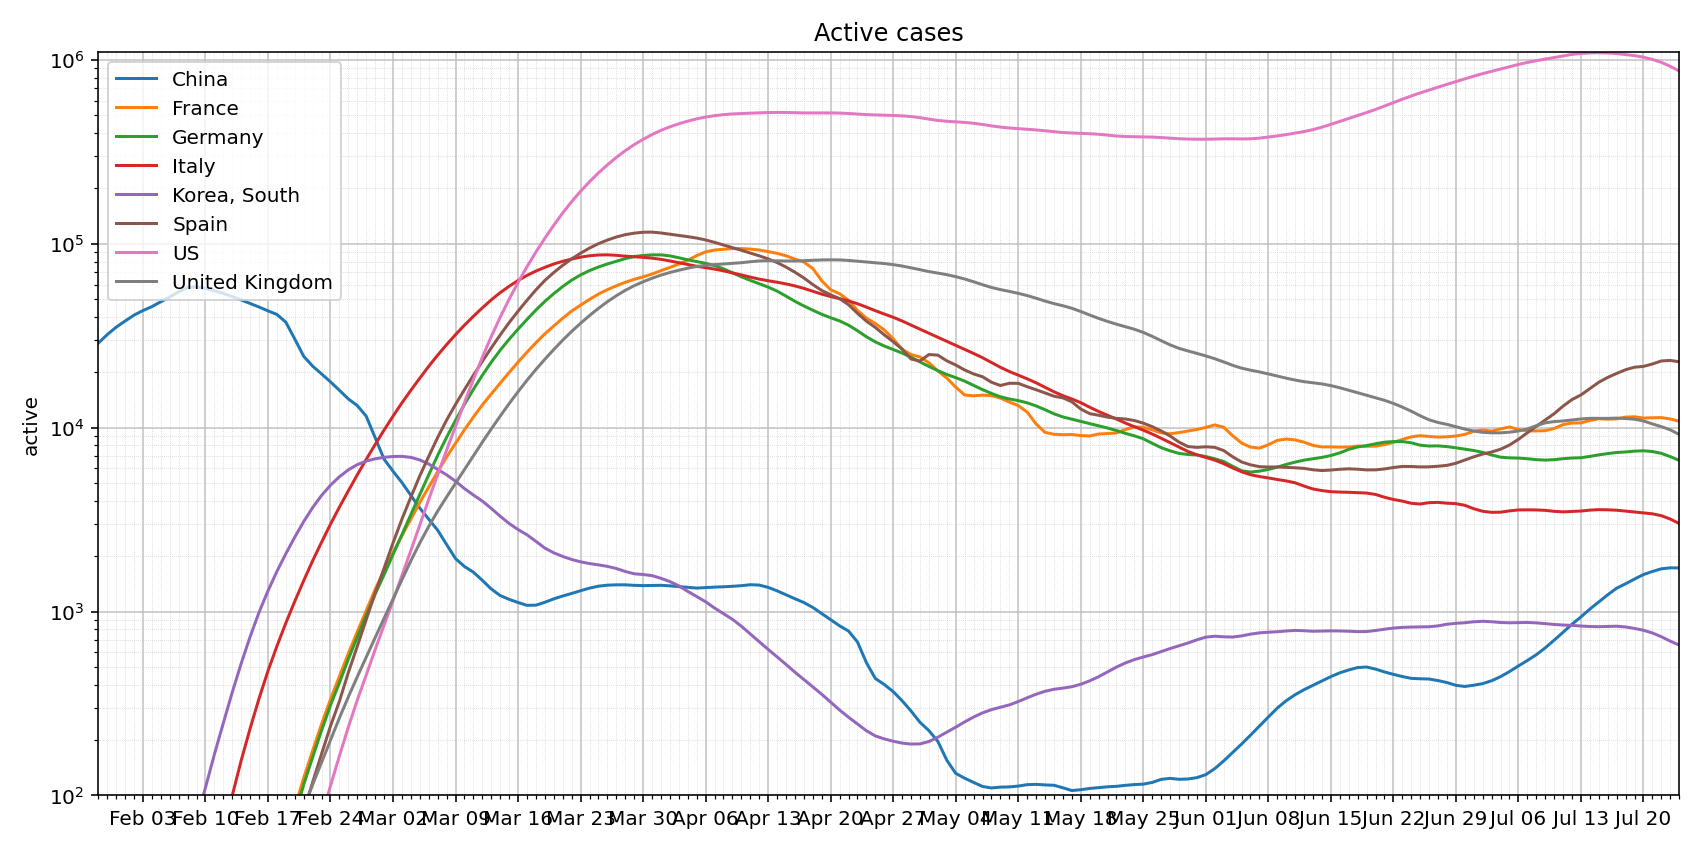 Active cases
active
10⁶
10⁵
10⁴
10³
10²
China
France
Germany
Italy
Korea, South
Spain
US
United Kingdom
Feb 03 Feb 10 Feb 17 Feb 24 Mar 02 Mar 09 Mar 16 Mar 23 Mar 30 Apr 06 Apr 13 Apr 20 Apr 27 May 04 May 11 May 18 May 25 Jun 01 Jun 08 Jun 15 Jun 22 Jun 29 Jul 06 Jul 13 Jul 20